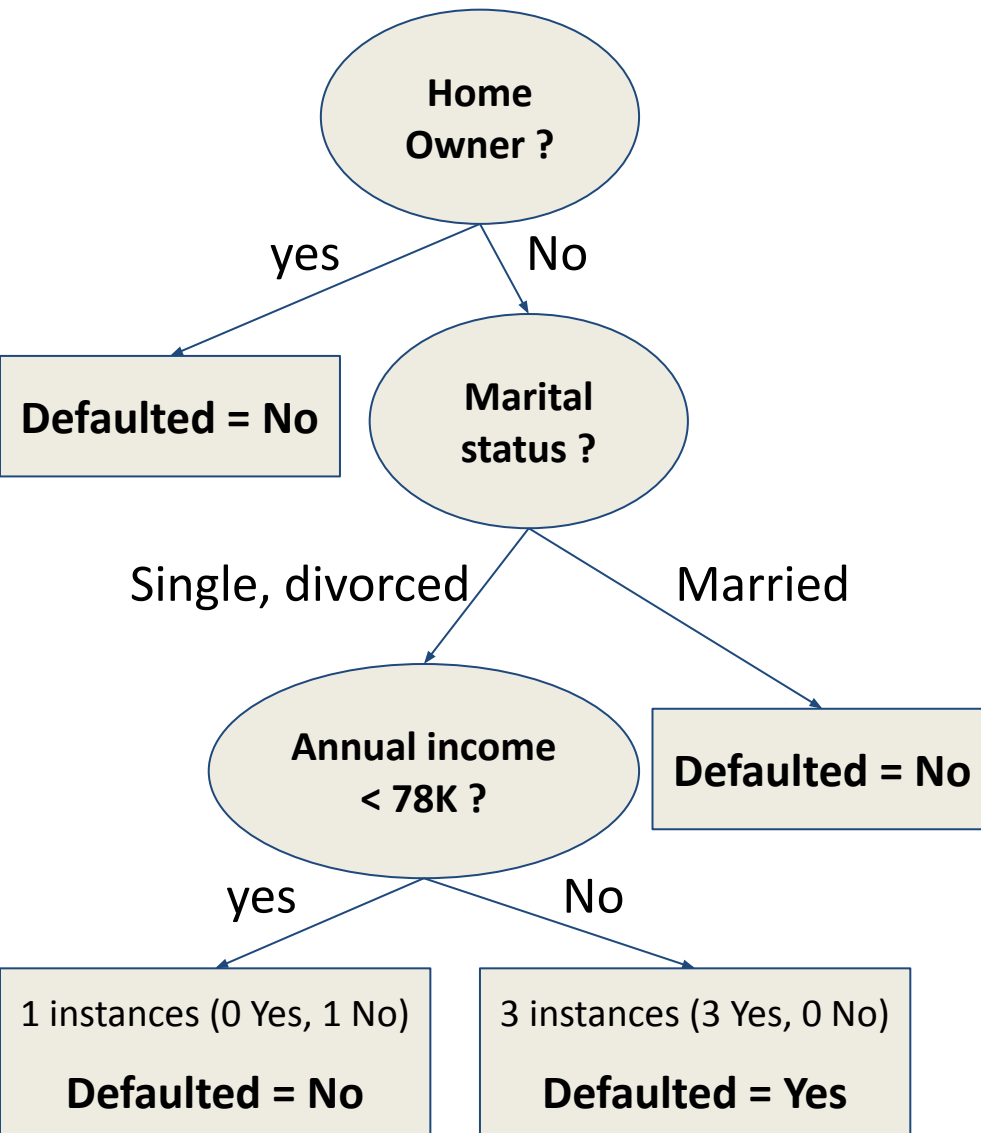 Home
Owner ?
yes
No
Defaulted = No
Marital
status ?
Single, divorced
Married
Annual income
< 78K ?
Defaulted = No
yes
No
1 instances (0 Yes, 1 No)
Defaulted = No
3 instances (3 Yes, 0 No)
Defaulted = Yes